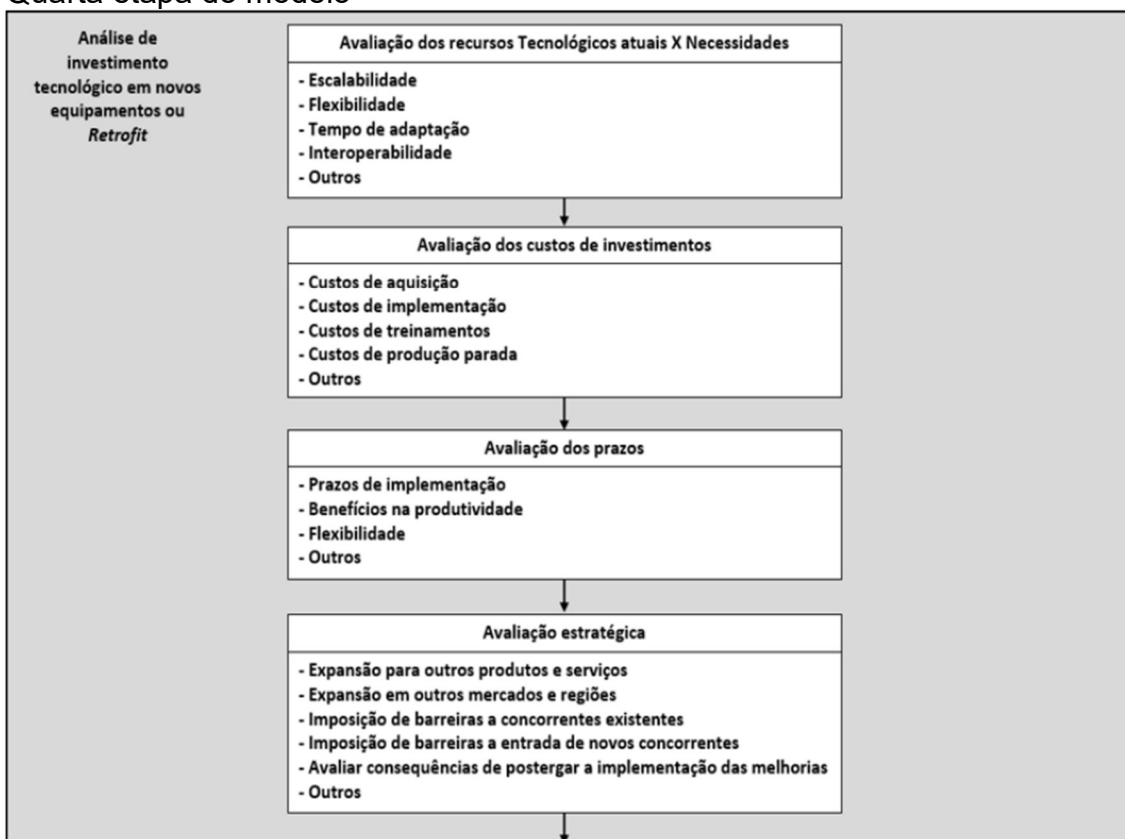 Quarta etapa do modelo
Análise de
investimento
tecnológico em novos
equipamentos ou
Retrofit
Avaliação dos recursos Tecnológicos atuais X Necessidades
- Escalabilidade
- Flexibilidade
- Tempo de adaptação
- Interoperabilidade
- Outros
Avaliação dos custos de investimentos
- Custos de aquisição
- Custos de implementação
- Custos de treinamentos
- Custos de produção parada
- Outros
Avaliação dos prazos
- Prazos de implementação
- Benefícios na produtividade
- Flexibilidade
- Outros
Avaliação estratégica
- Expansão para outros produtos e serviços
- Expansão em outros mercados e regiões
- Imposição de barreiras a concorrentes existentes
- Imposição de barreiras a entrada de novos concorrentes
- Avaliar consequências de postergar a implementação das melhorias
- Outros